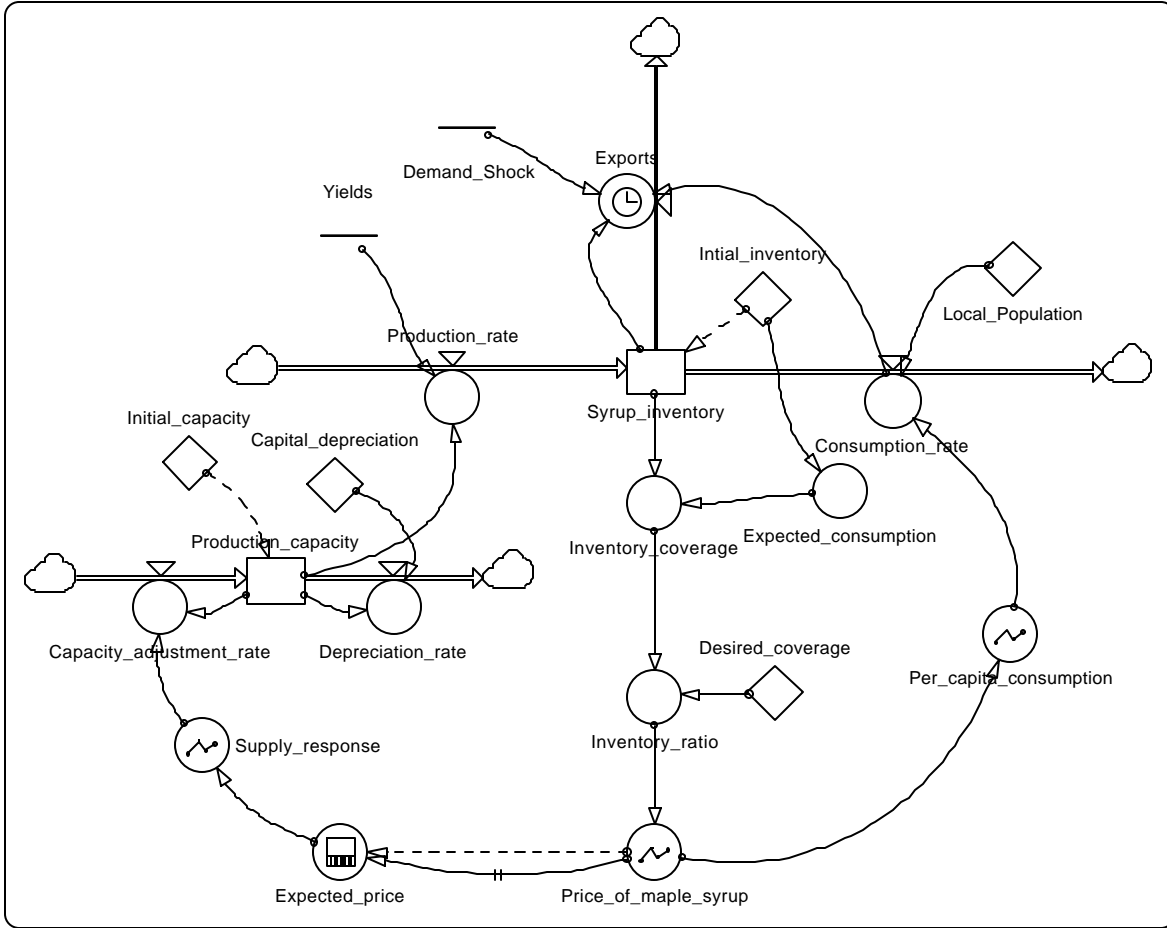 Exports
Demand_Shock
Yields
Intial_inventory
Local_Population
Production_rate
Syrup_inventory
Initial_capacity
Capital_depreciation
Consumption_rate
Expected_consumption
Production_capacity
Inventory_coverage
Capacity_adjustment_rate
Depreciation_rate
Desired_coverage
Per_capita_consumption
Supply_response
Inventory_ratio
Expected_price
Price_of_maple_syrup